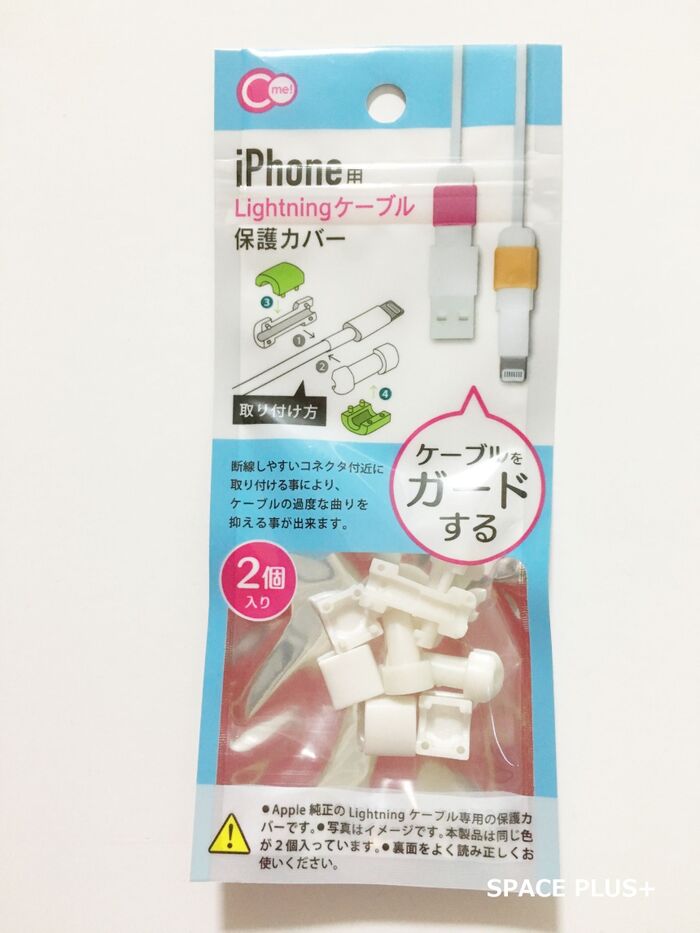 Cme!
iPhone用
Lightningケーブル
保護カバー
3
1
2
4
取り付け方
断線しやすいコネクタ付近に
取り付ける事により、
ケーブルの過度な曲りを
抑える事が出来ます。
ケーブルを
ガード
する
2個
入り
●Apple 純正の Lightning ケーブル専用の保護カ
バーです。●写真はイメージです。本製品は同じ色
が2個入っています。●裏面をよく読み正しくお
使いください。
SPACE PLUS+